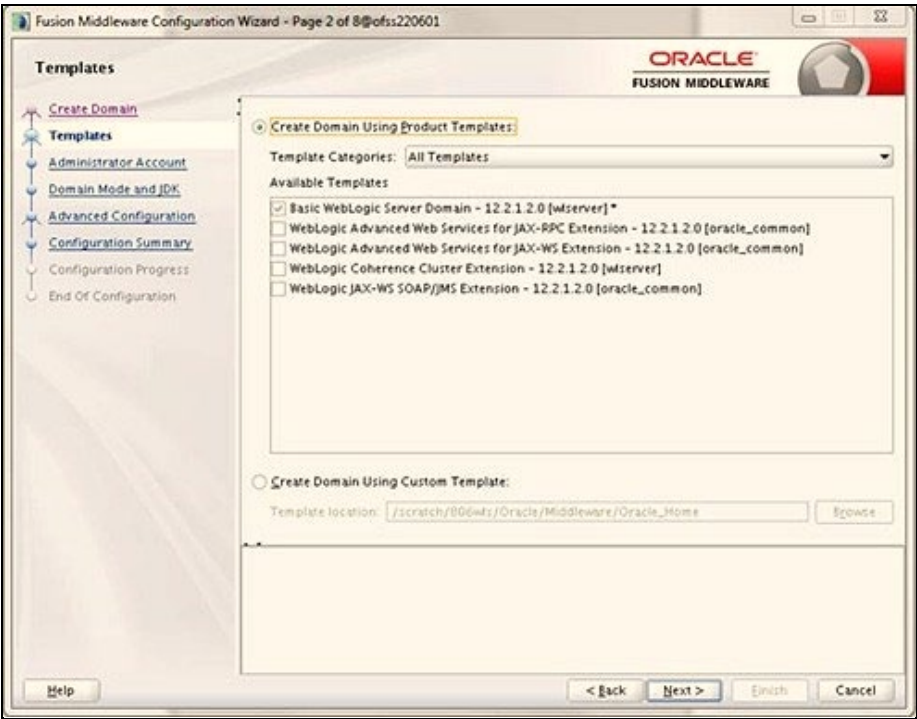 Fusion Middleware Configuration Wizard - Page 2 of 8@ofss220601
Templates
ORACLE
FUSION MIDDLEWARE
Create Domain
Templates
Administrator Account
Domain Mode and JDK
Advanced Configuration
Configuration Summary
Configuration Progress
End Of Configuration
Create Domain Using Product Templates:
Template Categories: All Templates
Available Templates
Basic WebLogic Server Domain - 12.2.1.2.0 [wlserver] *
WebLogic Advanced Web Services for JAX-RPC Extension - 12.2.1.2.0 [oracle_common]
WebLogic Advanced Web Services for JAX-WS Extension - 12.2.1.2.0 [oracle_common]
WebLogic Coherence Cluster Extension - 12.2.1.2.0 [wlserver]
WebLogic JAX-WS SOAP/JMS Extension - 12.2.1.2.0 [oracle_common]
Create Domain Using Custom Template:
Template location: /scratch/806wls/Oracle/Middleware/Oracle_Home
Browse
Help
< Back
Next >
Finish
Cancel